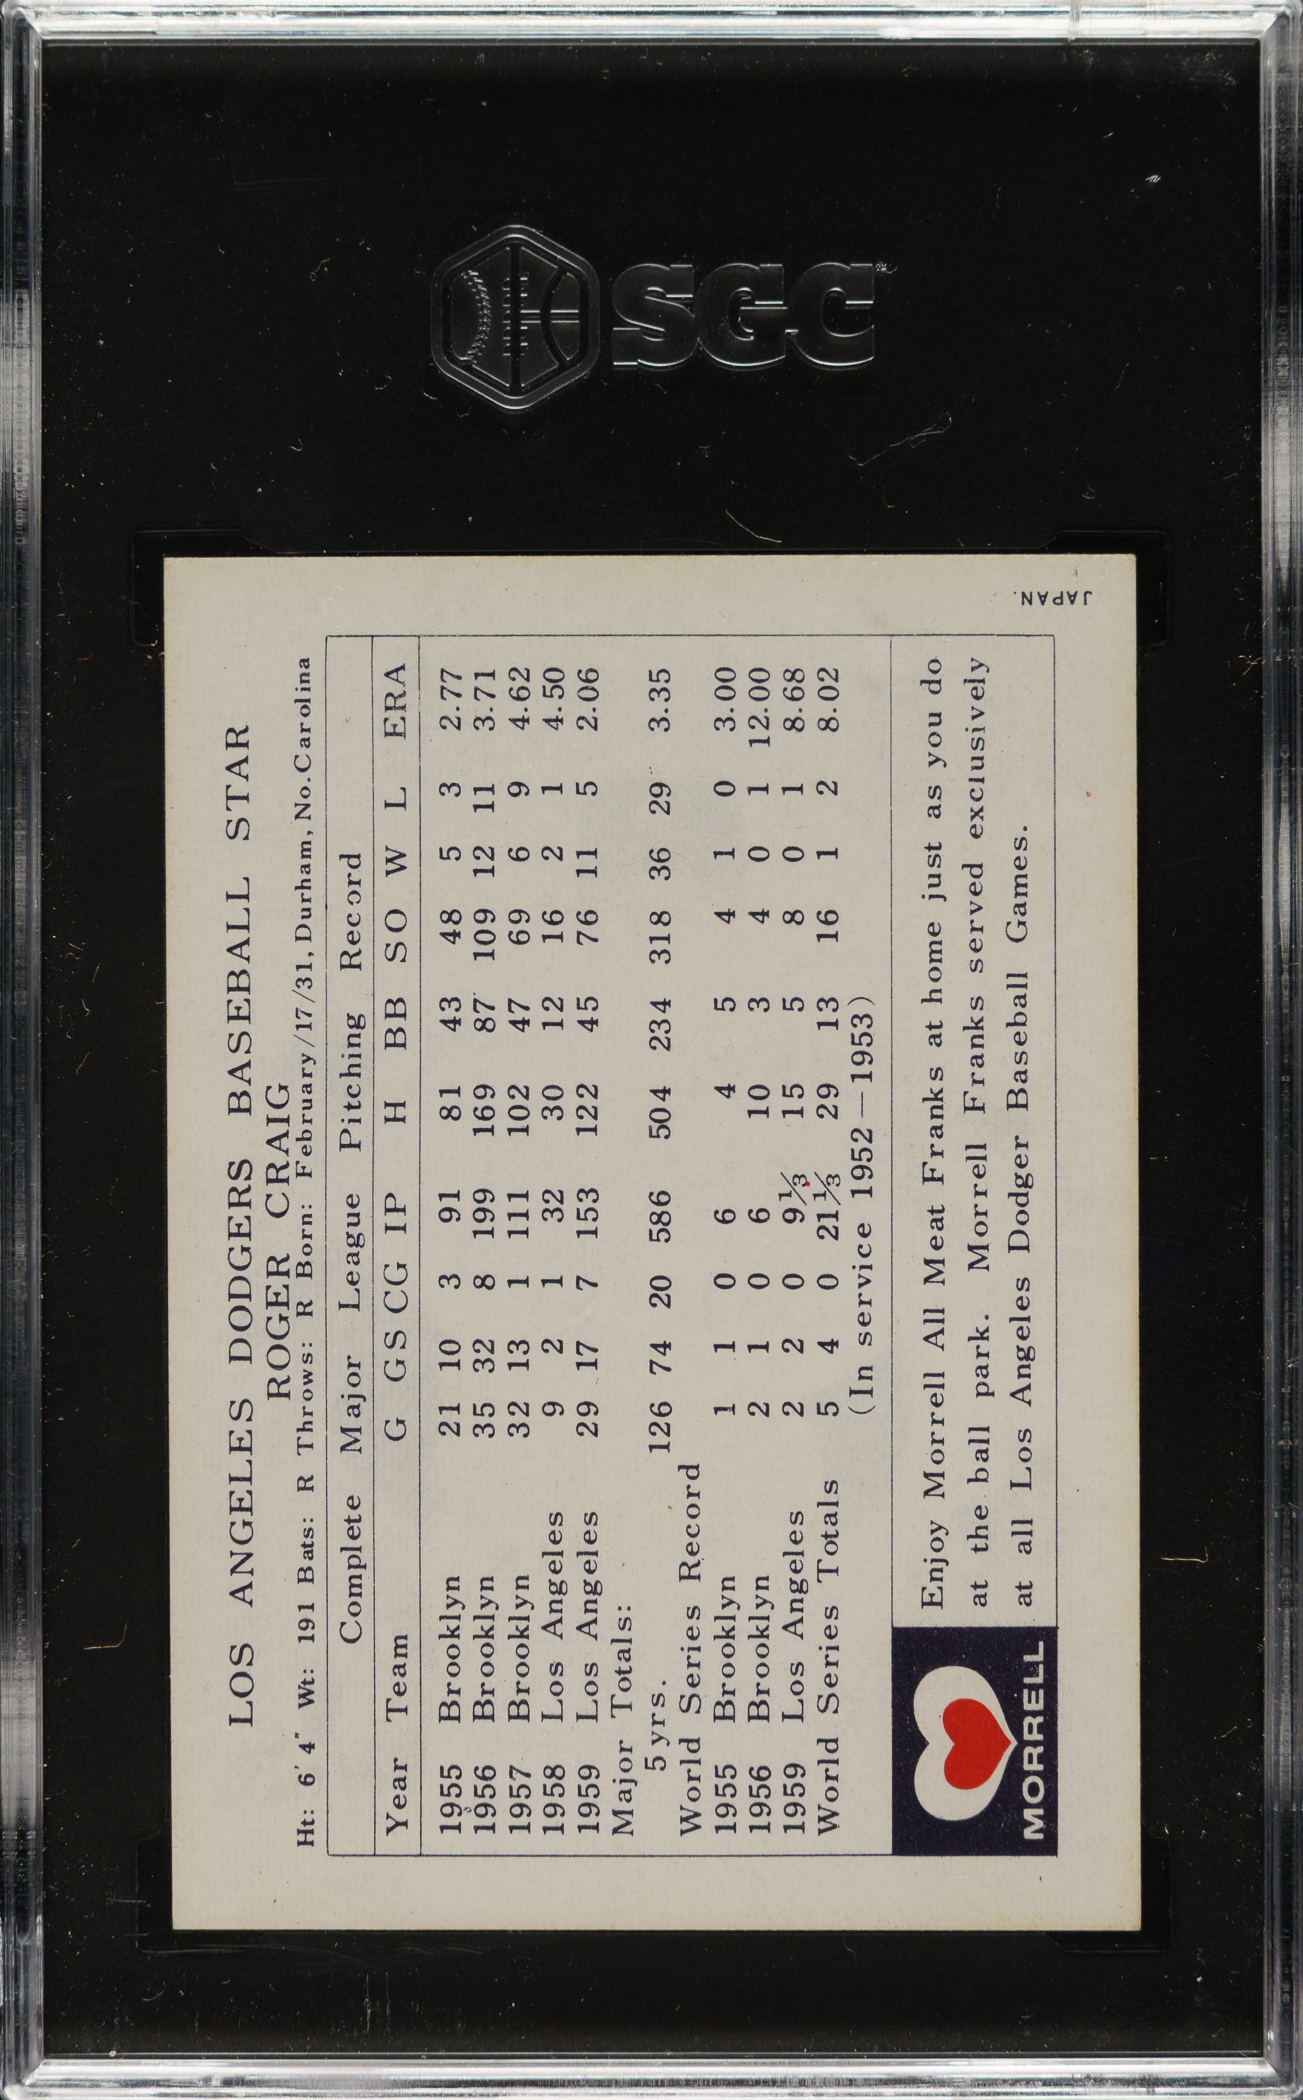 SGC
LOS ANGELES DODGERS BASEBALL STAR
ROGER CRAIG
Ht: 6' 4" Wt: 191 Bats: R Throws: R Born: February/17/31, Durham, No. Carolina
Complete Major League Pitching Record
Year Team G GS CG IP H BB SO W L ERA
1955 Brooklyn 21 10 3 91 81 43 48 5 3 2.77
1956 Brooklyn 35 32 8 199 169 87 109 12 11 3.71
1957 Brooklyn 32 13 1 111 102 47 69 6 9 4.62
1958 Los Angeles 9 2 1 32 30 12 16 2 1 4.50
1959 Los Angeles 29 17 7 153 122 45 76 11 5 2.06
Major Totals:
5 yrs. 126 74 20 586 504 234 318 36 29 3.35
World Series Record
1955 Brooklyn 1 1 0 6 4 5 4 1 0 3.00
1956 Brooklyn 2 1 0 6 10 3 4 0 1 12.00
1959 Los Angeles 2 2 0 9⅓ 15 5 8 0 1 8.68
World Series Totals 5 4 0 21⅓ 29 13 16 1 2 8.02
(In service 1952—1953)
Enjoy Morrell All Meat Franks at home just as you do
at the ball park. Morrell Franks served exclusively
at all Los Angeles Dodger Baseball Games.
MORRELL
JAPAN.